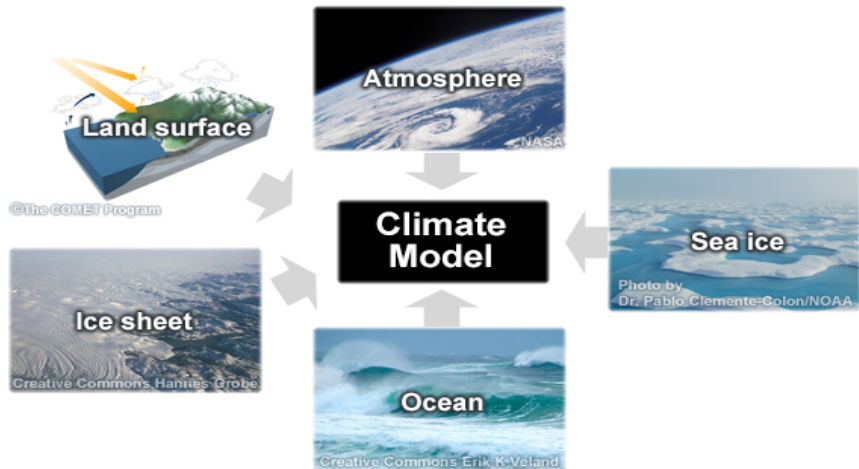 Atmosphere
NASA
Land surface
©The COMET Program
Climate
Model
Sea ice
Photo by
Dr. Pablo Clemente-Colon/NOAA
Ice sheet
Creative Commons Hannes Grobe
Ocean
Creative Commons Erik K Veland